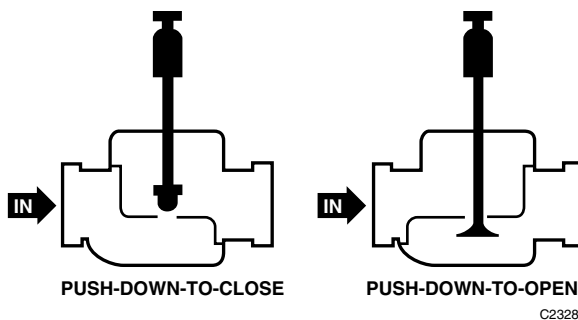 IN
IN
PUSH-DOWN-TO-CLOSE
PUSH-DOWN-TO-OPEN
C2328